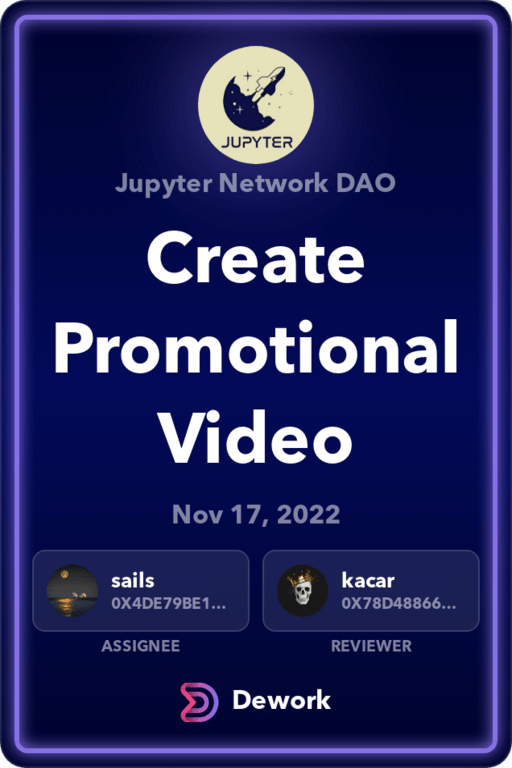 JUPYTER
Jupyter Network DAO
Create
Promotional
Video
Nov 17, 2022
sails
0X4DE79BE1...
ASSIGNEE
kacar
0X78D48866...
REVIEWER
Dework